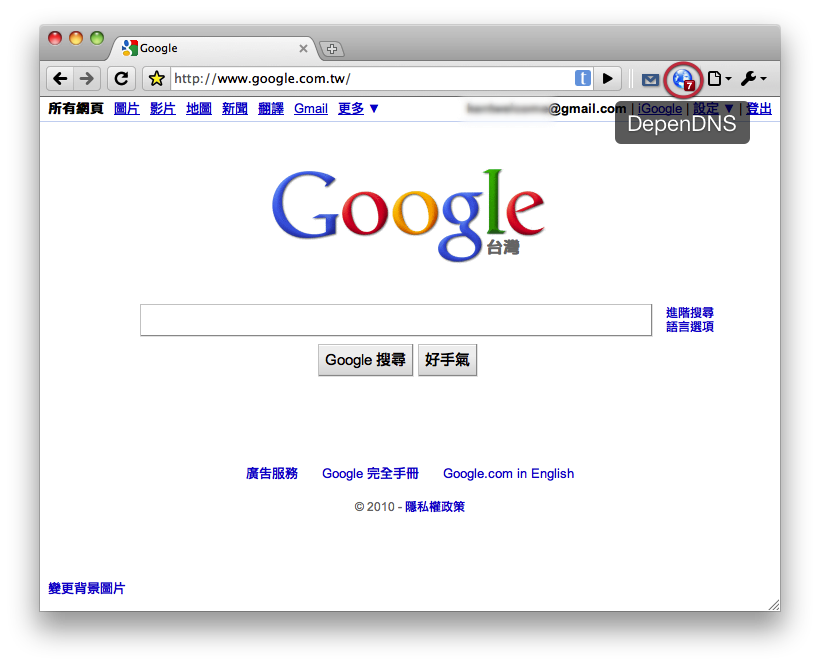 Google
http://www.google.com.tw/
t
7
所有網頁 圖片 影片 地圖 新聞 翻譯 Gmail 更多 ▼ @gmail.com | iGoogle | 設定 ▼ | 登出
DepenDNS
Google
台灣
進階搜尋
語言選項
Google 搜尋 好手氣
廣告服務 Google 完全手冊 Google.com in English
© 2010 - 隱私權政策
變更背景圖片